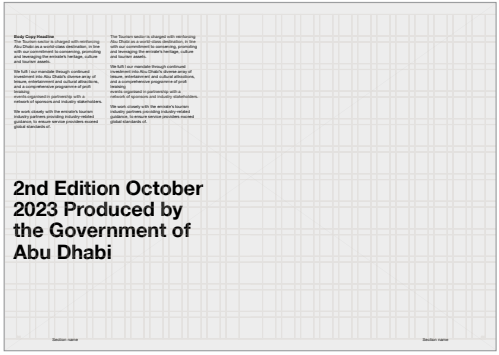 Body Copy Headline
The Tourism sector is charged with reinforcing
Abu Dhabi as a world-class destination, in line
with our commitment to conserving, promoting
and leveraging the emirate's heritage, culture
and tourism assets.
We fulfil our mandate through continued
investment into Abu Dhabi's diverse array of
leisure, entertainment and cultural attractions,
and a comprehensive programme of profi
treasing
events organised in partnership with a
network of sponsors and industry stakeholders.
We work closely with the emirate's tourism
industry partners providing industry-related
guidance, to ensure service providers exceed
global standards of.
The Tourism sector is charged with reinforcing
Abu Dhabi as a world-class destination, in line
with our commitment to conserving, promoting
and leveraging the emirate's heritage, culture
and tourism assets.
We fulfil our mandate through continued
investment into Abu Dhabi's diverse array of
leisure, entertainment and cultural attractions,
and a comprehensive programme of profi
treasing
events organised in partnership with a
network of sponsors and industry stakeholders.
We work closely with the emirate's tourism
industry partners providing industry-related
guidance, to ensure service providers exceed
global standards of.
2nd Edition October
2023 Produced by
the Government of
Abu Dhabi
Section name
Section name